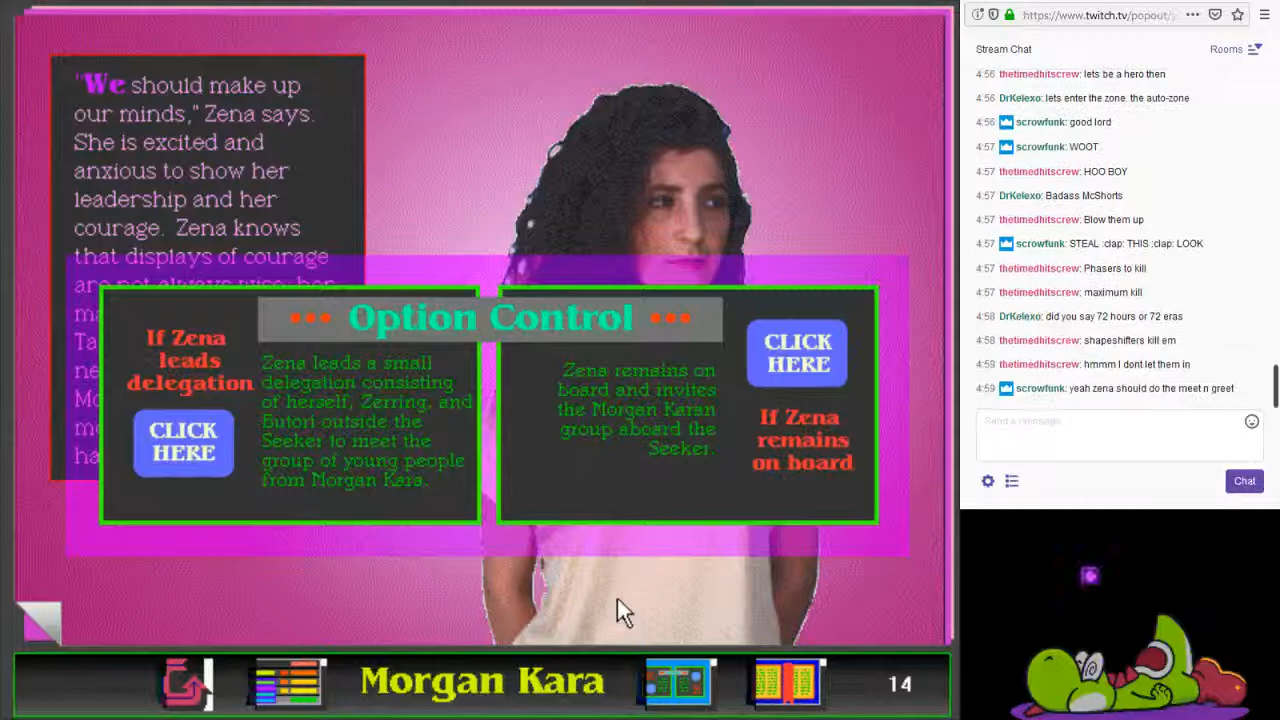 "We should make up
our minds," Zena says.
She is excited and
anxious to show her
leadership and her
courage. Zena knows
that displays of courage
are not always wise; her
Option Control
If Zena
leads
delegation
CLICK
HERE
Zena leads a small
delegation consisting
of herself, Zerring, and
Butori outside the
Seeker to meet the
group of young people
from Morgan Kara.
Zena remains on
board and invites
the Morgan Karan
group aboard the
Seeker.
CLICK
HERE
If Zena
remains
on board
Morgan Kara
14
https://www.twitch.tv/popout/
Stream Chat
Rooms
4:56 thetimedhitscrew: lets be a hero then
4:56 DrKelexo: lets enter the zone. the auto-zone
4:56 scrowfunk: good lord
4:57 scrowfunk: WOOT
4:57 thetimedhitscrew: HOO BOY
4:57 DrKelexo: Badass McShorts
4:57 thetimedhitscrew: Blow them up
4:57 scrowfunk: STEAL :clap: THIS :clap: LOOK
4:57 thetimedhitscrew: Phasers to kill
4:57 thetimedhitscrew: maximum kill
4:58 DrKelexo: did you say 72 hours or 72 eras
4:58 thetimedhitscrew: shapeshifters kill em
4:59 thetimedhitscrew: hmmm I dont let them in
4:59 scrowfunk: yeah zena should do the meet n greet
Send a message
Chat